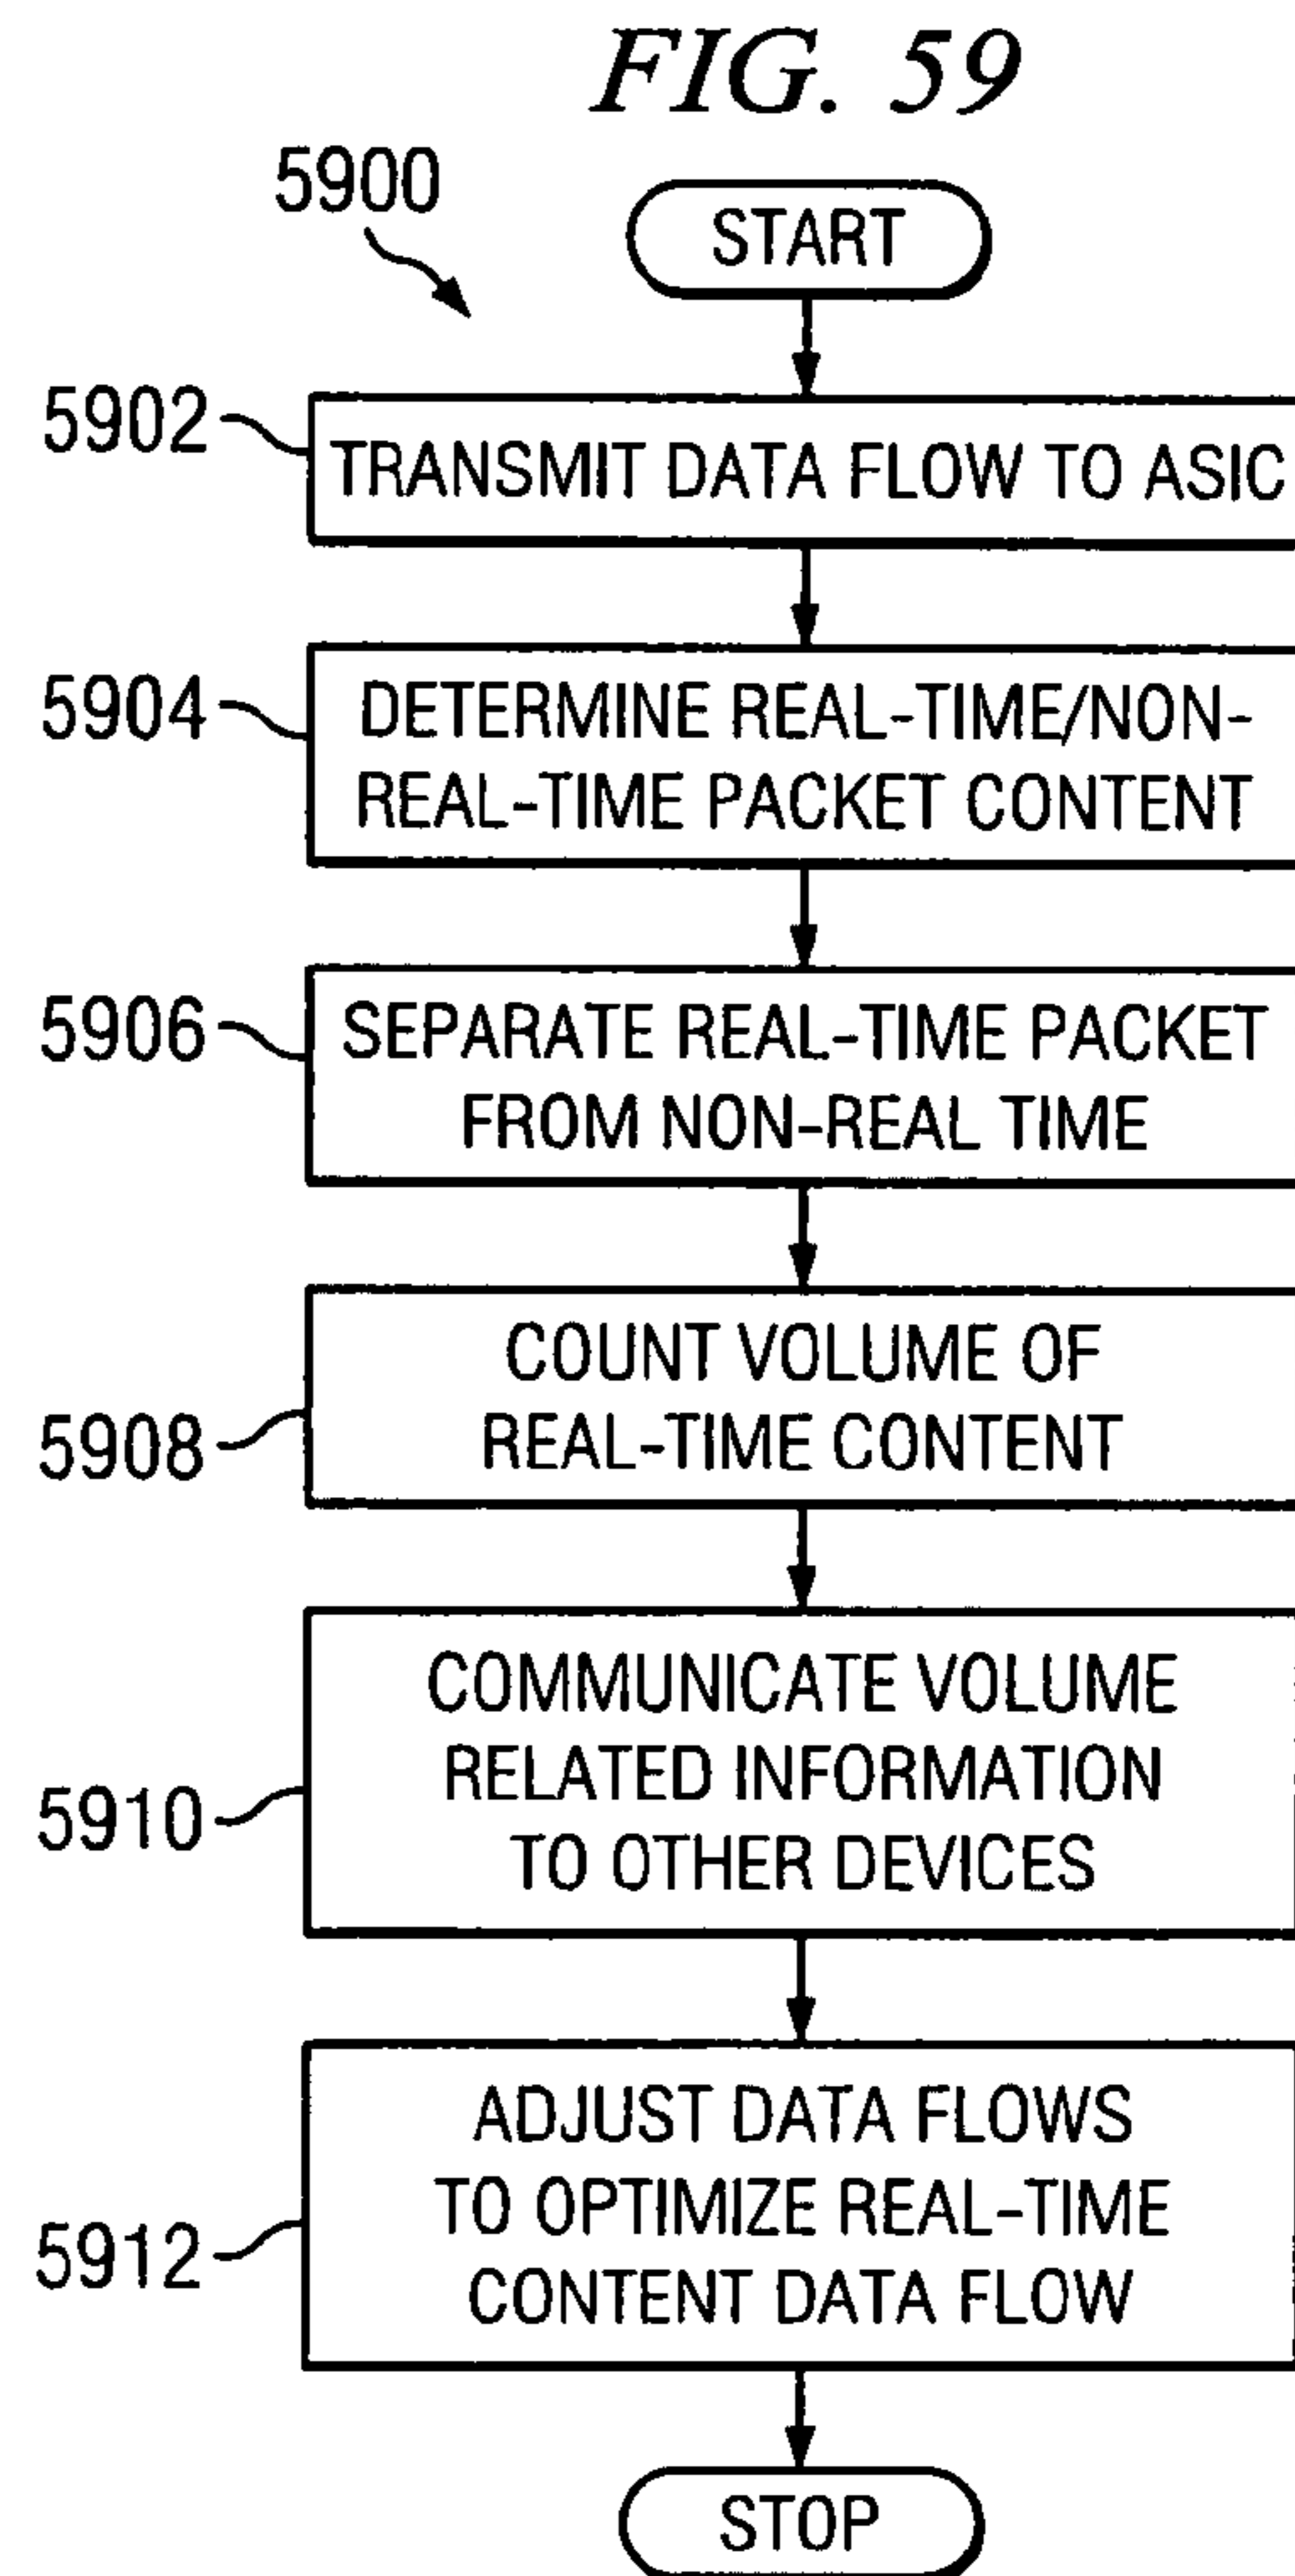 FIG. 59
5900
START
5902
TRANSMIT DATA FLOW TO ASIC
5904
DETERMINE REAL-TIME/NON-
REAL-TIME PACKET CONTENT
5906
SEPARATE REAL-TIME PACKET
FROM NON-REAL TIME
5908
COUNT VOLUME OF
REAL-TIME CONTENT
5910
COMMUNICATE VOLUME
RELATED INFORMATION
TO OTHER DEVICES
5912
ADJUST DATA FLOWS
TO OPTIMIZE REAL-TIME
CONTENT DATA FLOW
STOP